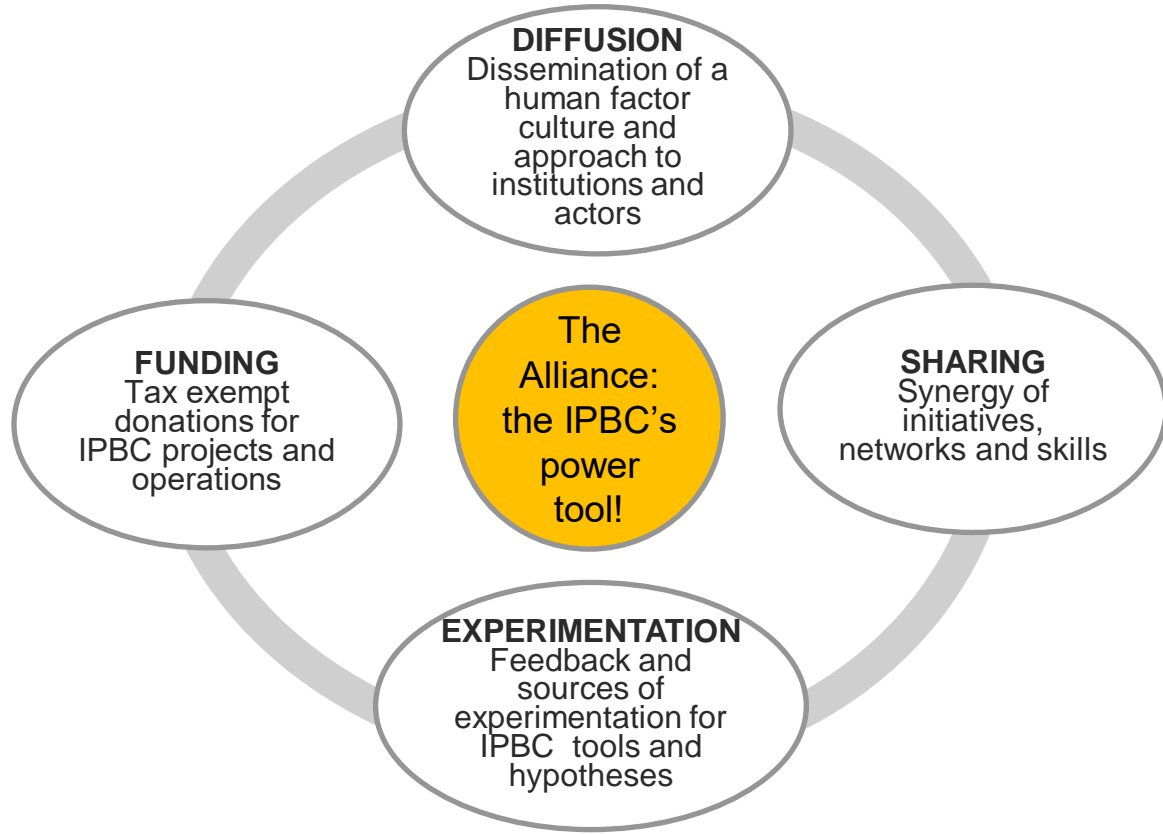 DIFFUSION
Dissemination of a
human factor
culture and
approach to
institutions and
actors
FUNDING
Tax exempt
donations for
IPBC projects and
operations
The
Alliance:
the IPBC’s
power
tool!
SHARING
Synergy of
initiatives,
networks and skills
EXPERIMENTATION
Feedback and
sources of
experimentation for
IPBC  tools and
hypotheses